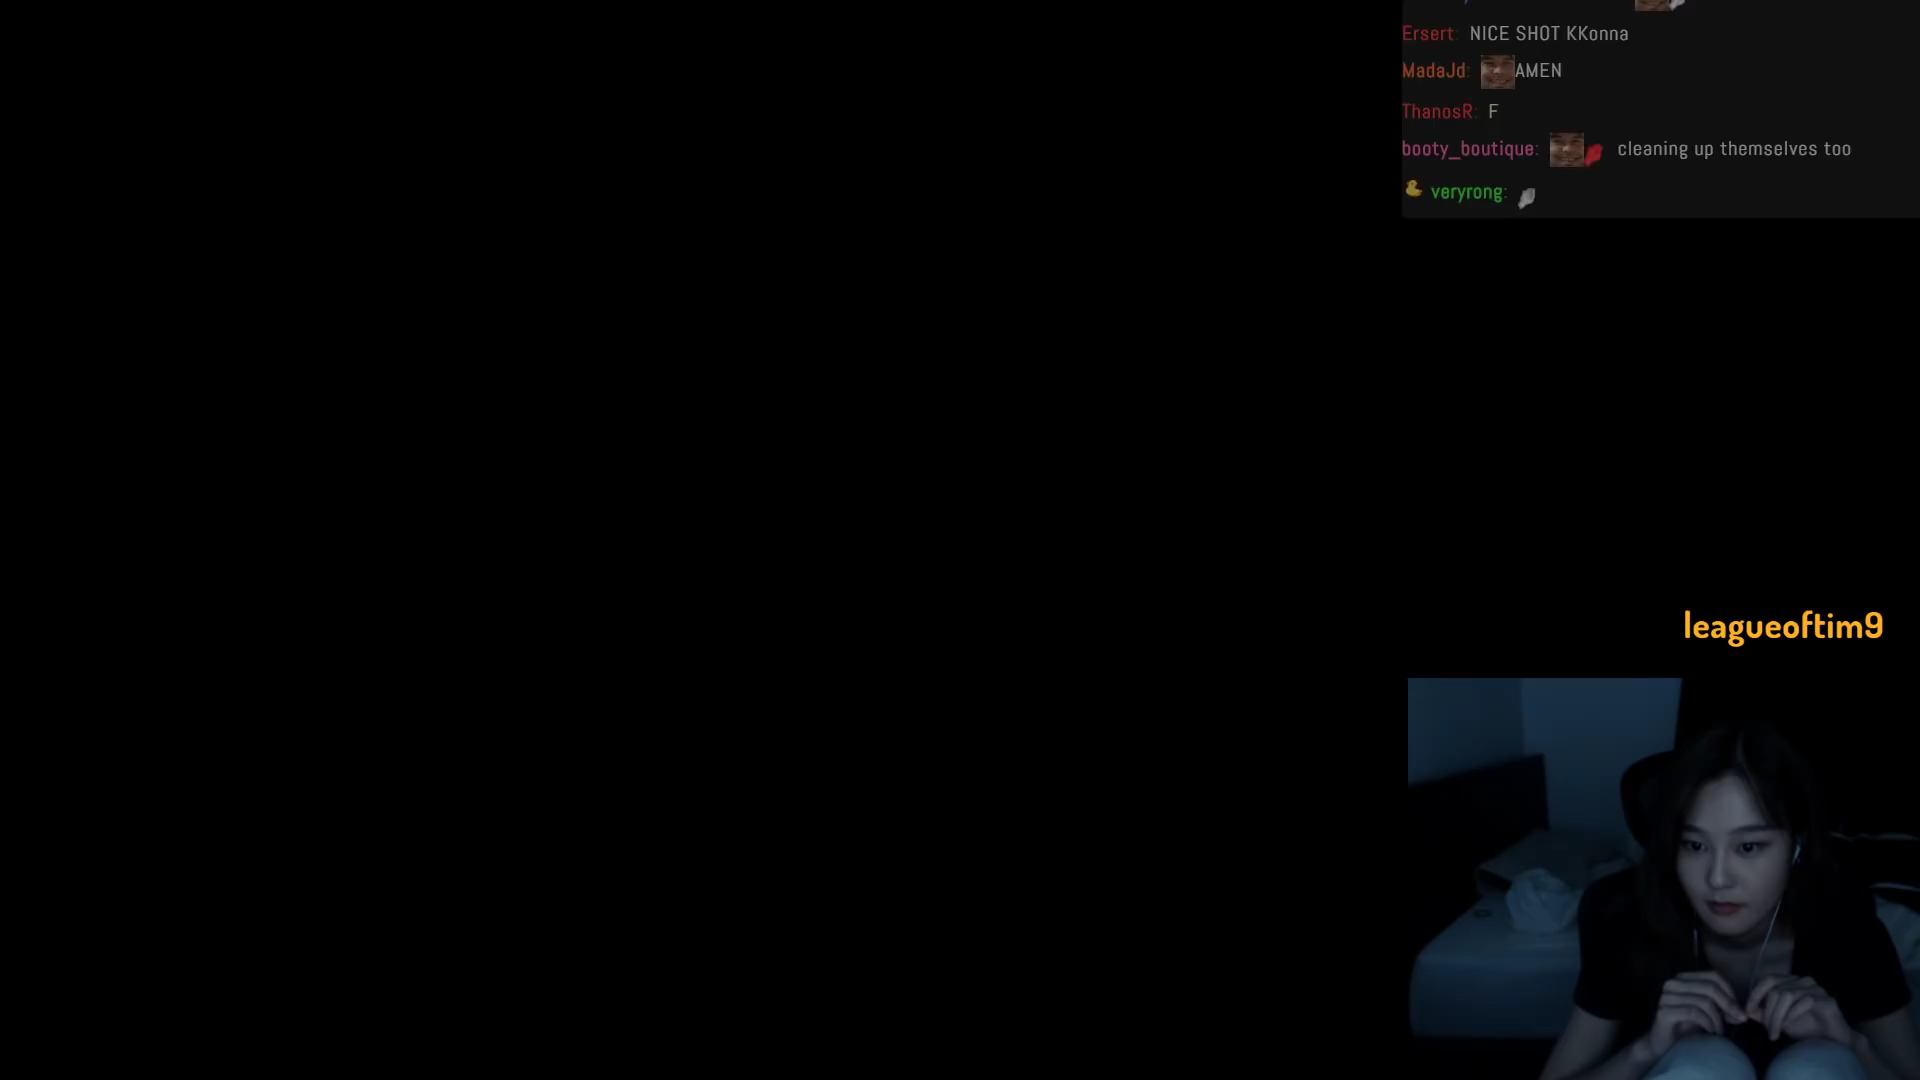 Ersert: NICE SHOT KKonna
MadaJd: AMEN
ThanosR: F
booty_boutique: cleaning up themselves too
veryrong:
leagueoftim9